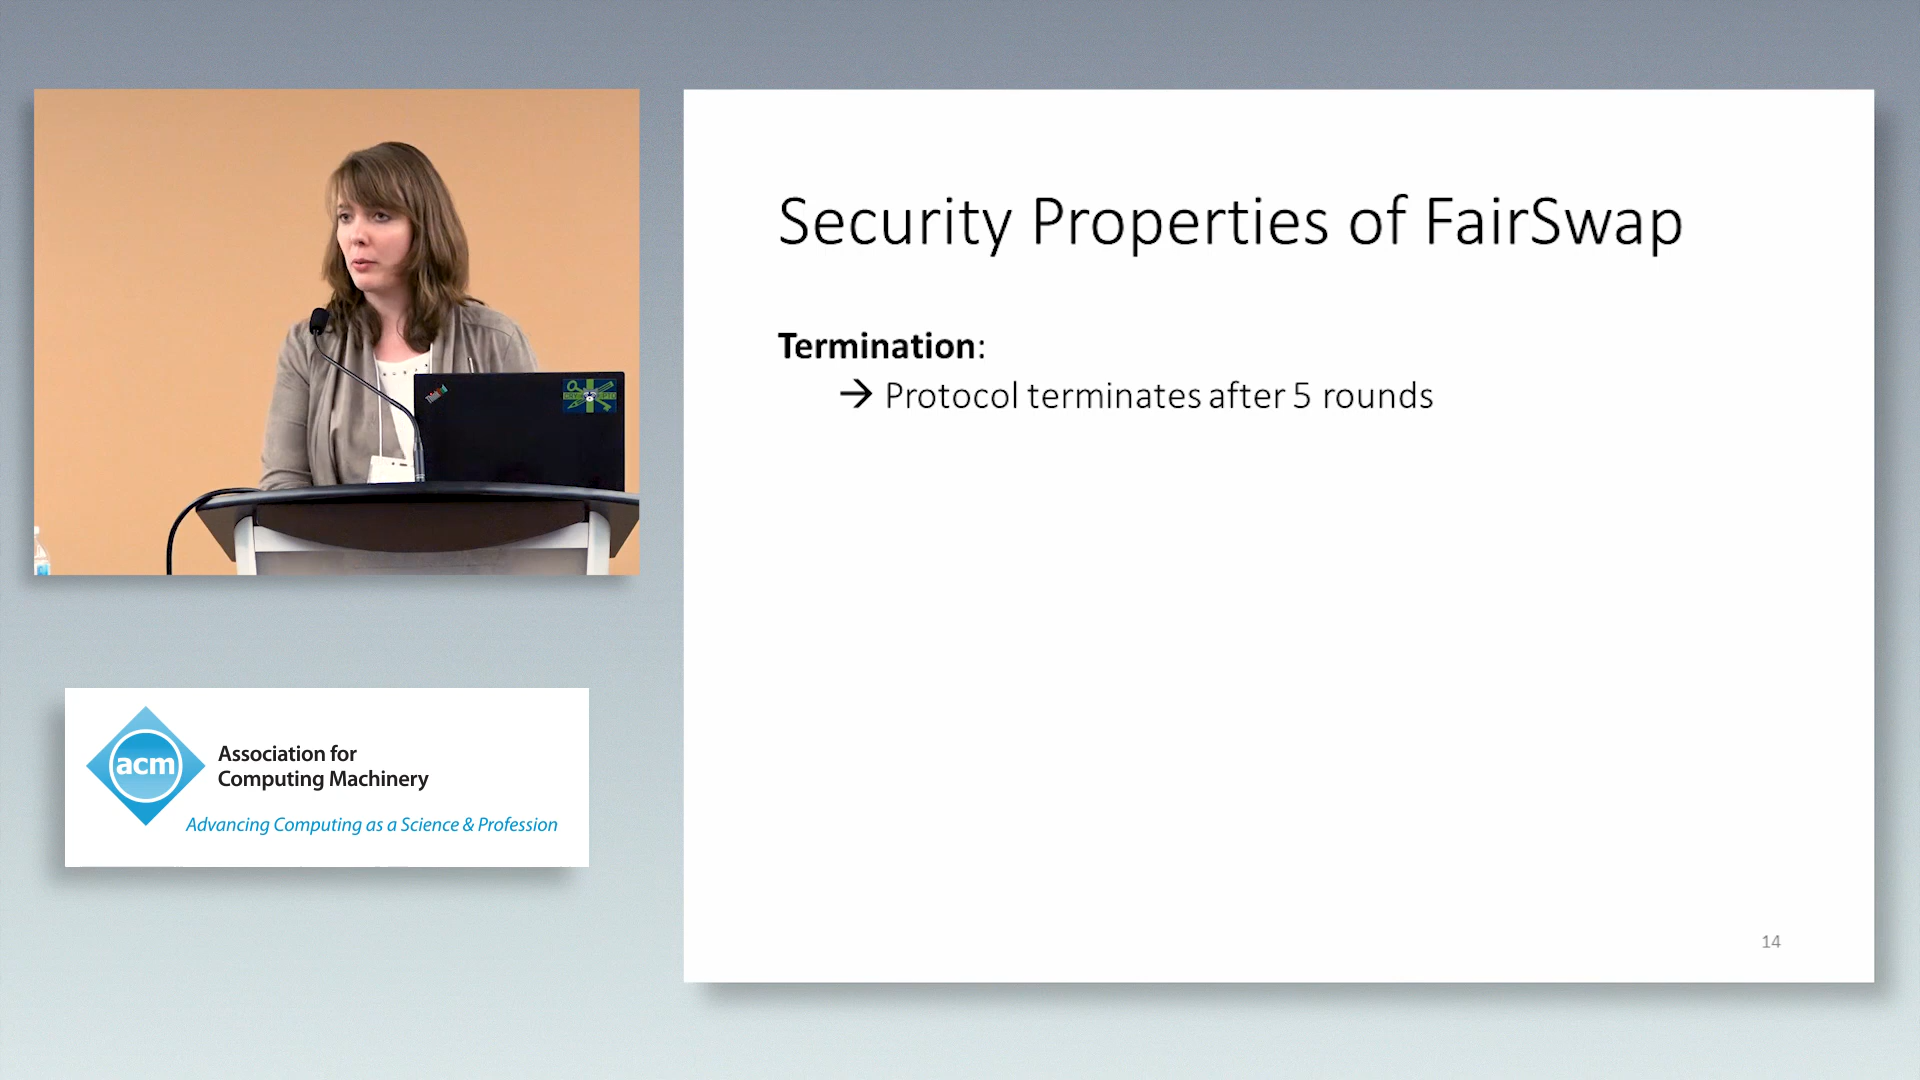 Security Properties of FairSwap
Termination:
→ Protocol terminates after 5 rounds
14
acm
Association for
Computing Machinery
Advancing Computing as a Science & Profession